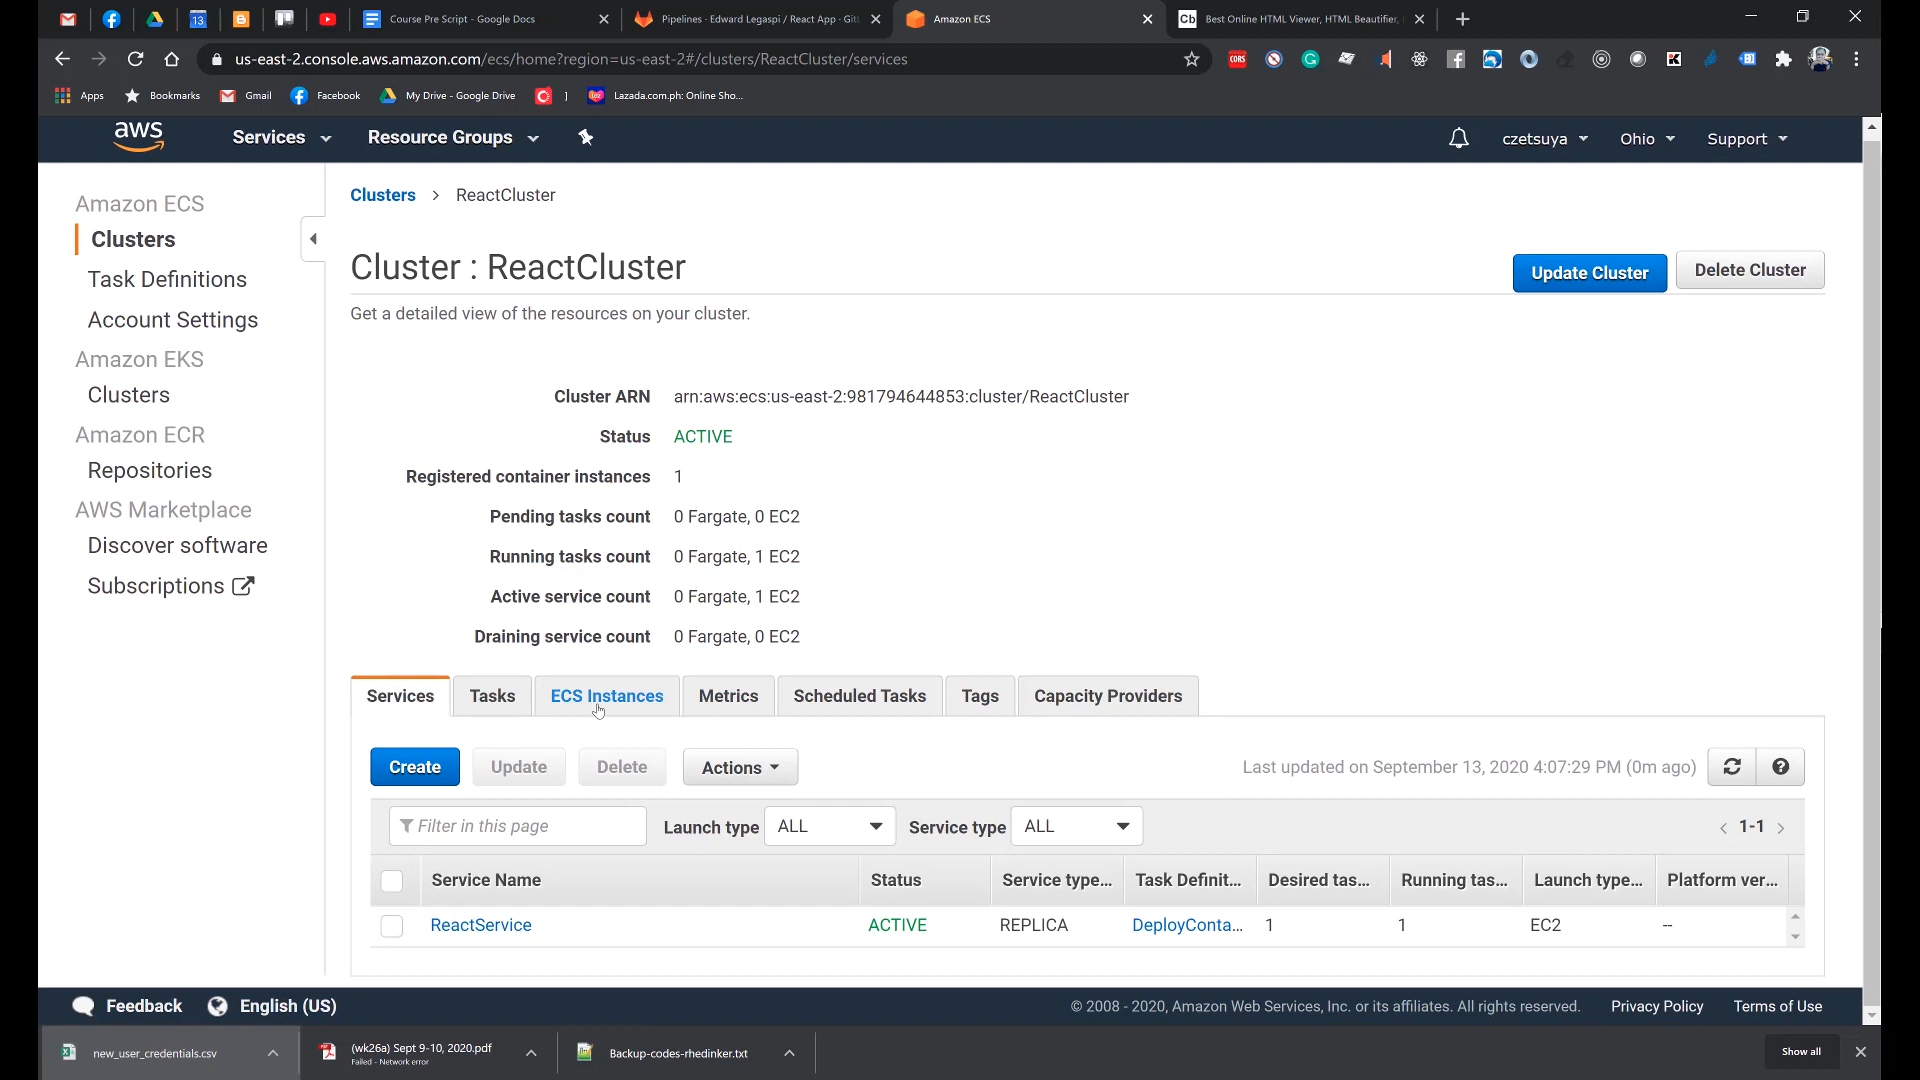 Course Pre Script - Google Docs
Pipelines · Edward Legaspi / React App · GitL
Amazon ECS
Cb Best Online HTML Viewer, HTML Beautifier,
us-east-2.console.aws.amazon.com/ecs/home?region=us-east-2#/clusters/ReactCluster/services
CORS
Apps
Bookmarks
Gmail
Facebook
My Drive - Google Drive
]
Lazada.com.ph: Online Sho...
aws
Services
Resource Groups
czetsuya
Ohio
Support
Amazon ECS
Clusters
Task Definitions
Account Settings
Amazon EKS
Clusters
Amazon ECR
Repositories
AWS Marketplace
Discover software
Subscriptions
Clusters > ReactCluster
Cluster : ReactCluster
Update Cluster
Delete Cluster
Get a detailed view of the resources on your cluster.
Cluster ARN arn:aws:ecs:us-east-2:981794644853:cluster/ReactCluster
Status ACTIVE
Registered container instances 1
Pending tasks count 0 Fargate, 0 EC2
Running tasks count 0 Fargate, 1 EC2
Active service count 0 Fargate, 1 EC2
Draining service count 0 Fargate, 0 EC2
Services Tasks ECS Instances Metrics Scheduled Tasks Tags Capacity Providers
Create Update Delete Actions
Last updated on September 13, 2020 4:07:29 PM (0m ago)
Filter in this page Launch type ALL Service type ALL < 1-1 >
Service Name Status Service type... Task Definit... Desired tas... Running tas... Launch type... Platform ver...
ReactService ACTIVE REPLICA DeployConta... 1 1 EC2 --
Feedback English (US)
© 2008 - 2020, Amazon Web Services, Inc. or its affiliates. All rights reserved. Privacy Policy Terms of Use
new_user_credentials.csv
(wk26a) Sept 9-10, 2020.pdf
Failed - Network error
Backup-codes-rhedinker.txt
Show all